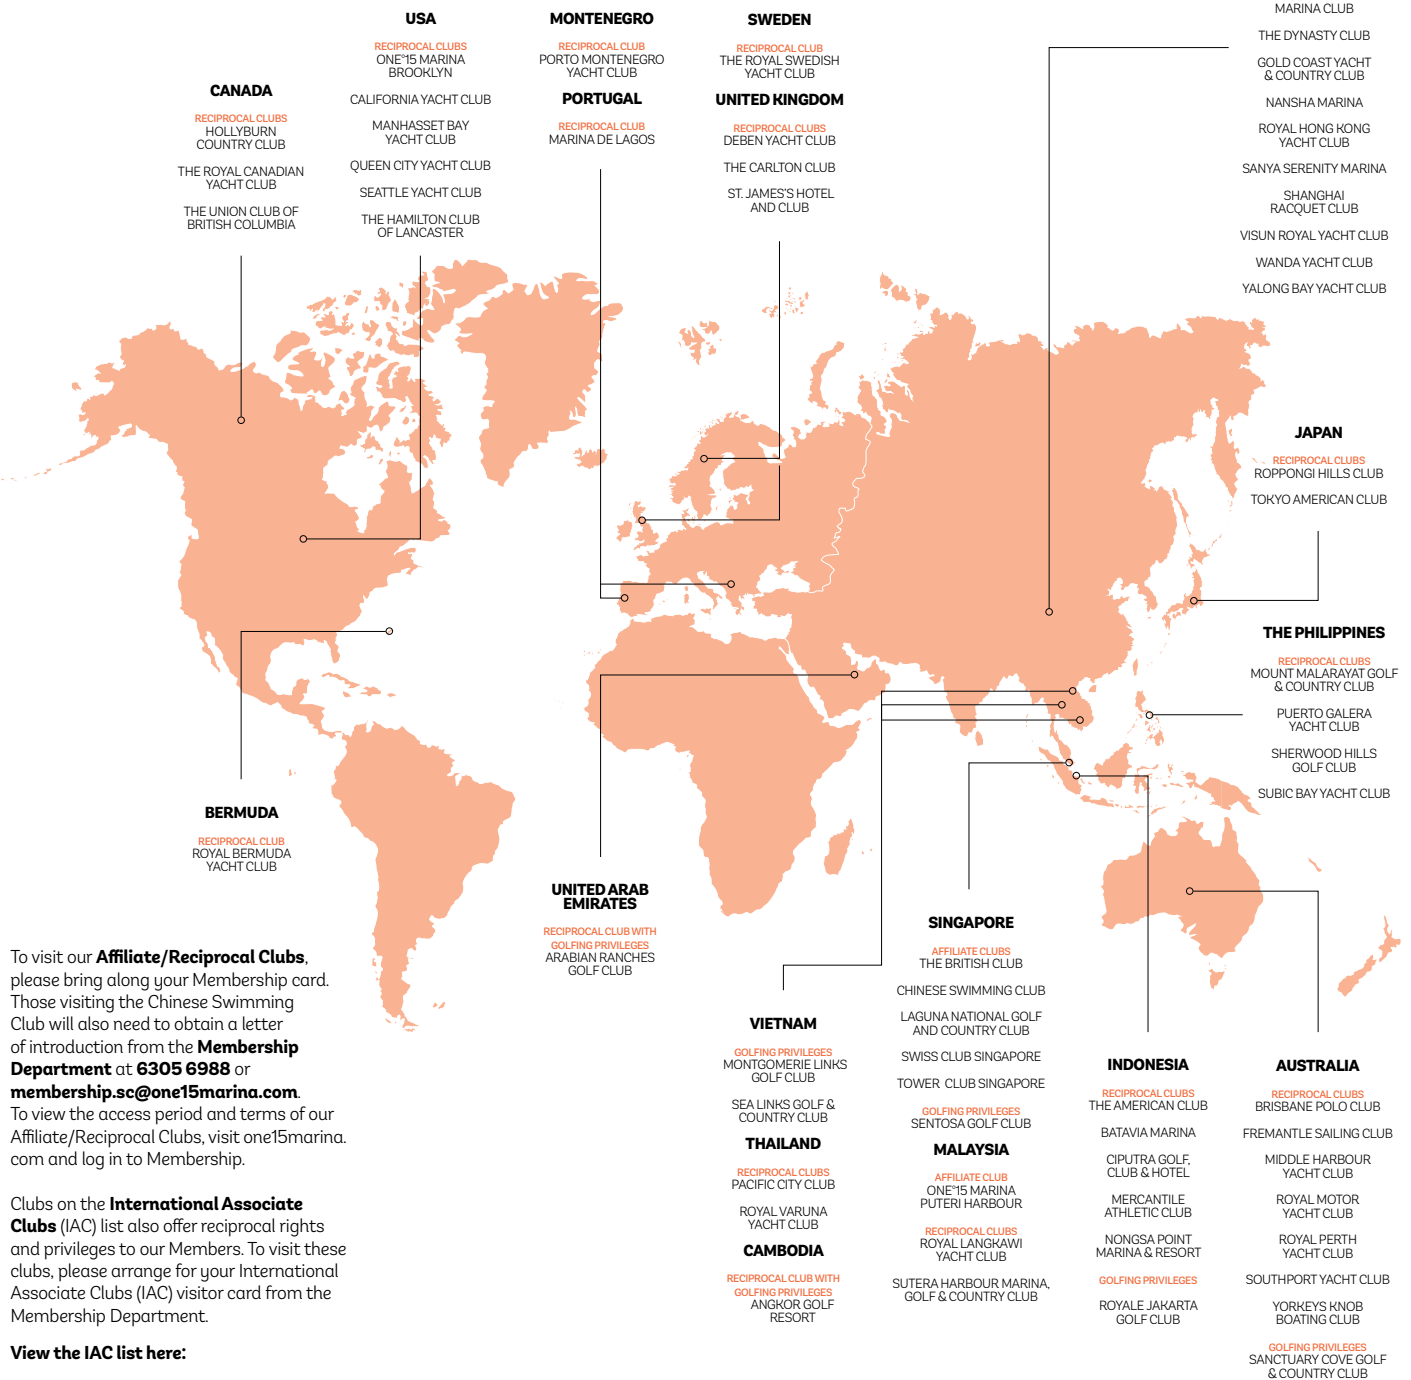 USA
RECIPROCAL CLUBS
ONE°15 MARINA
BROOKLYN
CALIFORNIA YACHT CLUB
MANHASSET BAY
YACHT CLUB
QUEEN CITY YACHT CLUB
SEATTLE YACHT CLUB
THE HAMILTON CLUB
OF LANCASTER
MONTENEGRO
RECIPROCAL CLUB
PORTO MONTENEGRO
YACHT CLUB
PORTUGAL
RECIPROCAL CLUB
MARINA DE LAGOS
SWEDEN
RECIPROCAL CLUB
THE ROYAL SWEDISH
YACHT CLUB
UNITED KINGDOM
RECIPROCAL CLUBS
DEBEN YACHT CLUB
THE CARLTON CLUB
ST. JAMES'S HOTEL
AND CLUB
MARINA CLUB
THE DYNASTY CLUB
GOLD COAST YACHT
& COUNTRY CLUB
NANSHA MARINA
ROYAL HONG KONG
YACHT CLUB
SANYA SERENITY MARINA
SHANGHAI
RACQUET CLUB
VISUN ROYAL YACHT CLUB
WANDA YACHT CLUB
YALONG BAY YACHT CLUB
CANADA
RECIPROCAL CLUBS
HOLLYBURN
COUNTRY CLUB
THE ROYAL CANADIAN
YACHT CLUB
THE UNION CLUB OF
BRITISH COLUMBIA
JAPAN
RECIPROCAL CLUBS
ROPPONGI HILLS CLUB
TOKYO AMERICAN CLUB
THE PHILIPPINES
RECIPROCAL CLUBS
MOUNT MALARAYAT GOLF
& COUNTRY CLUB
PUERTO GALERA
YACHT CLUB
SHERWOOD HILLS
GOLF CLUB
SUBIC BAY YACHT CLUB
BERMUDA
RECIPROCAL CLUB
ROYAL BERMUDA
YACHT CLUB
UNITED ARAB
EMIRATES
RECIPROCAL CLUB WITH
GOLFING PRIVILEGES
ARABIAN RANCHES
GOLF CLUB
To visit our Affiliate/Reciprocal Clubs,
please bring along your Membership card.
Those visiting the Chinese Swimming
Club will also need to obtain a letter
of introduction from the Membership
Department at 6305 6988 or
membership.sc@one15marina.com.
To view the access period and terms of our
Affiliate/Reciprocal Clubs, visit one15marina.
com and log in to Membership.
Clubs on the International Associate
Clubs (IAC) list also offer reciprocal rights
and privileges to our Members. To visit these
clubs, please arrange for your International
Associate Clubs (IAC) visitor card from the
Membership Department.
View the IAC list here:
VIETNAM
GOLFING PRIVILEGES
MONTGOMERIE LINKS
GOLF CLUB
SEA LINKS GOLF &
COUNTRY CLUB
THAILAND
RECIPROCAL CLUBS
PACIFIC CITY CLUB
ROYAL VARUNA
YACHT CLUB
CAMBODIA
RECIPROCAL CLUB WITH
GOLFING PRIVILEGES
ANGKOR GOLF
RESORT
SINGAPORE
AFFILIATE CLUBS
THE BRITISH CLUB
CHINESE SWIMMING CLUB
LAGUNA NATIONAL GOLF
AND COUNTRY CLUB
SWISS CLUB SINGAPORE
TOWER CLUB SINGAPORE
GOLFING PRIVILEGES
SENTOSA GOLF CLUB
MALAYSIA
AFFILIATE CLUB
ONE°15 MARINA
PUTERI HARBOUR
RECIPROCAL CLUBS
ROYAL LANGKAWI
YACHT CLUB
SUTERA HARBOUR MARINA,
GOLF & COUNTRY CLUB
INDONESIA
RECIPROCAL CLUBS
THE AMERICAN CLUB
BATAVIA MARINA
CIPUTRA GOLF,
CLUB & HOTEL
MERCANTILE
ATHLETIC CLUB
NONGSA POINT
MARINA & RESORT
GOLFING PRIVILEGES
ROYALE JAKARTA
GOLF CLUB
AUSTRALIA
RECIPROCAL CLUBS
BRISBANE POLO CLUB
FREMANTLE SAILING CLUB
MIDDLE HARBOUR
YACHT CLUB
ROYAL MOTOR
YACHT CLUB
ROYAL PERTH
YACHT CLUB
SOUTHPORT YACHT CLUB
YORKEYS KNOB
BOATING CLUB
GOLFING PRIVILEGES
SANCTUARY COVE GOLF
& COUNTRY CLUB